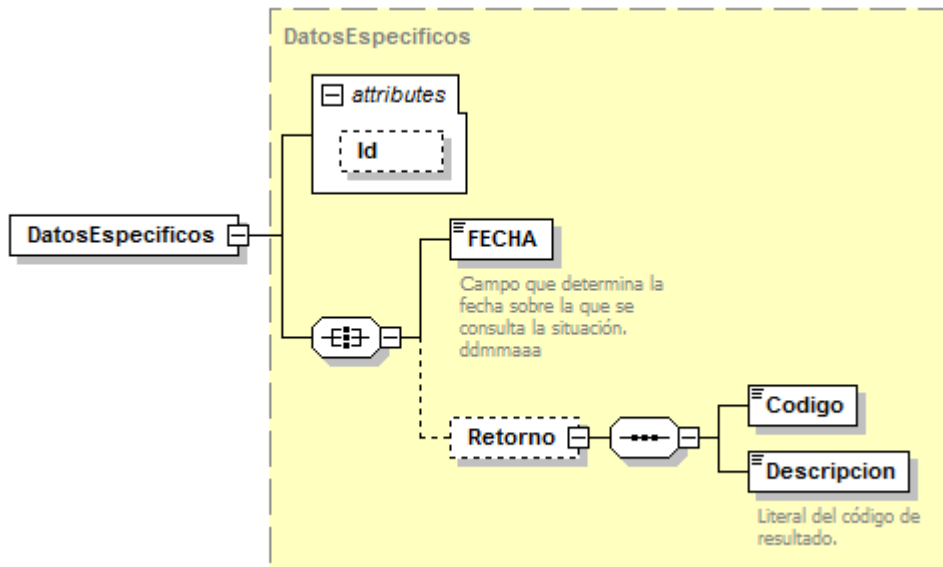 DatosEspecificos
attributes
Id
DatosEspecificos
FECHA
Campo que determina la
fecha sobre la que se
consulta la situación.
ddmmaaa
Retorno
Codigo
Descripcion
Literal del código de
resultado.